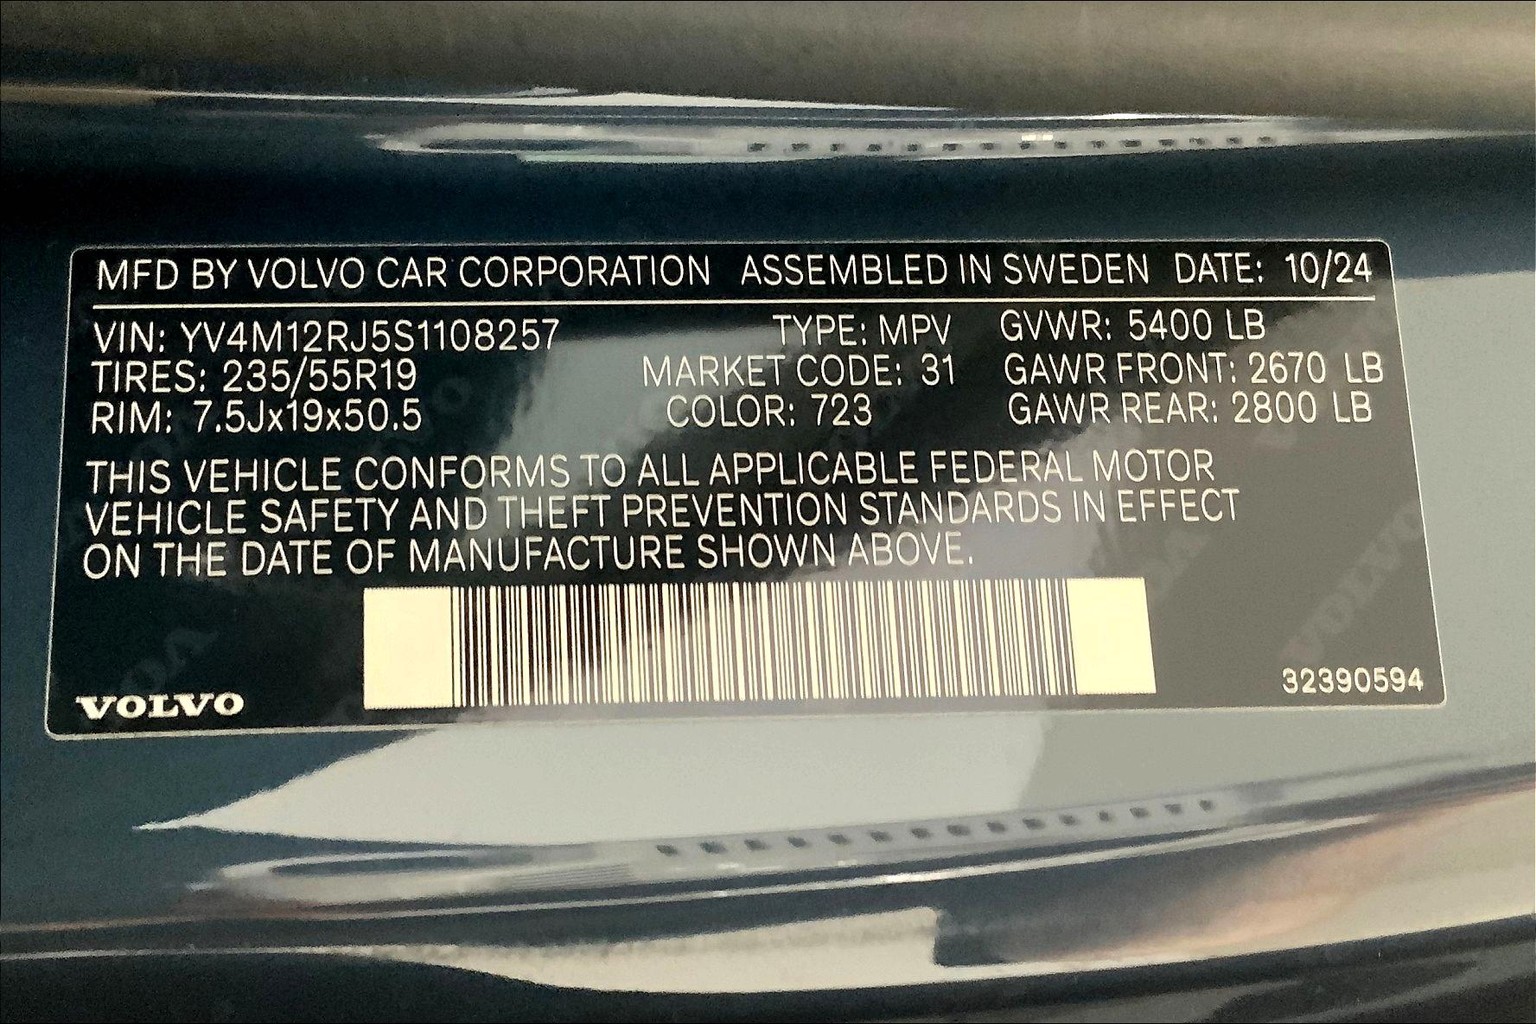 MFD BY VOLVO CAR CORPORATION ASSEMBLED IN SWEDEN DATE: 10/24
VIN: YV4M12RJ5S1108257 TYPE: MPV GVWR: 5400 LB
TIRES: 235/55R19 MARKET CODE: 31 GAWR FRONT: 2670 LB
RIM: 7.5Jx19x50.5 COLOR: 723 GAWR REAR: 2800 LB
THIS VEHICLE CONFORMS TO ALL APPLICABLE FEDERAL MOTOR
VEHICLE SAFETY AND THEFT PREVENTION STANDARDS IN EFFECT
ON THE DATE OF MANUFACTURE SHOWN ABOVE.
VOLVO 32390594